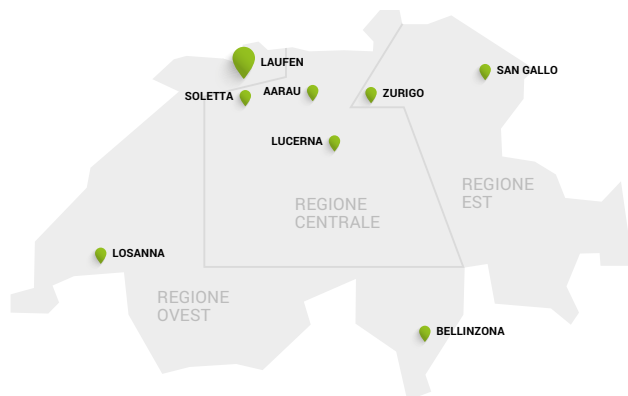 LAUFEN
SAN GALLO
SOLETTA
AARAU
ZURIGO
LUCERNA
REGIONE
EST
REGIONE
CENTRALE
LOSANNA
REGIONE
OVEST
BELLINZONA